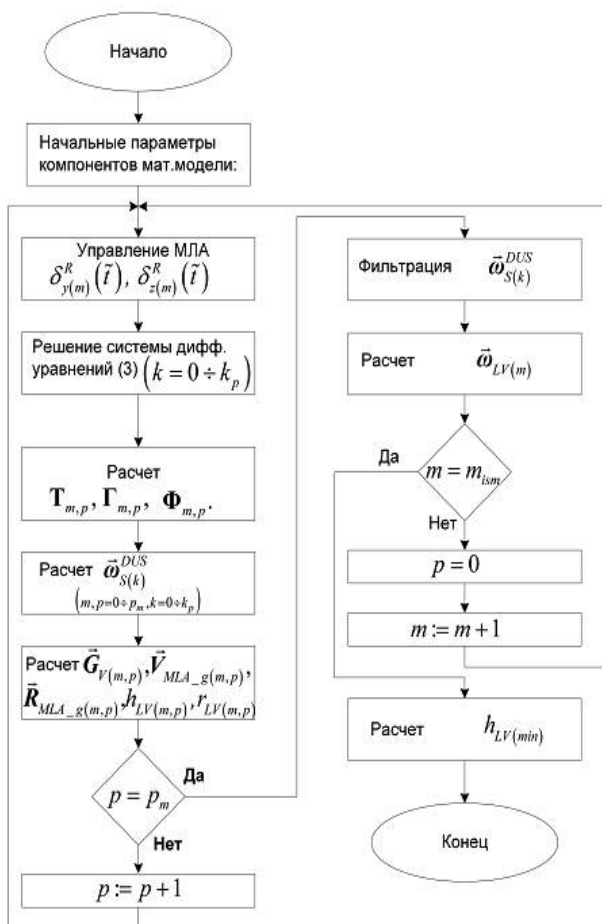 Начало
Начальные параметры
компонентов мат.модели:
Управление МЛА
δ^R_{y(m)}(t̃), δ^R_{z(m)}(t̃)
Решение системы дифф.
уравнений (3) (k = 0 ÷ k_p)
Расчет
T_{m,p}, Γ_{m,p}, Φ_{m,p}.
Расчет ω⃗^{DUS}_{S(k)}
(m, p=0÷p_m, k=0÷k_p)
Расчет G⃗_{V(m,p)}, V⃗_{MLA_g(m,p)},
R⃗_{MLA_g(m,p)}, h_{LV(m,p)}, r_{LV(m,p)}
p = p_m
Да
Нет
p := p + 1
Фильтрация ω⃗^{DUS}_{S(k)}
Расчет ω⃗_{LV(m)}
Да
m = m_{ism}
Нет
p = 0
m := m + 1
Расчет h_{LV(min)}
Конец